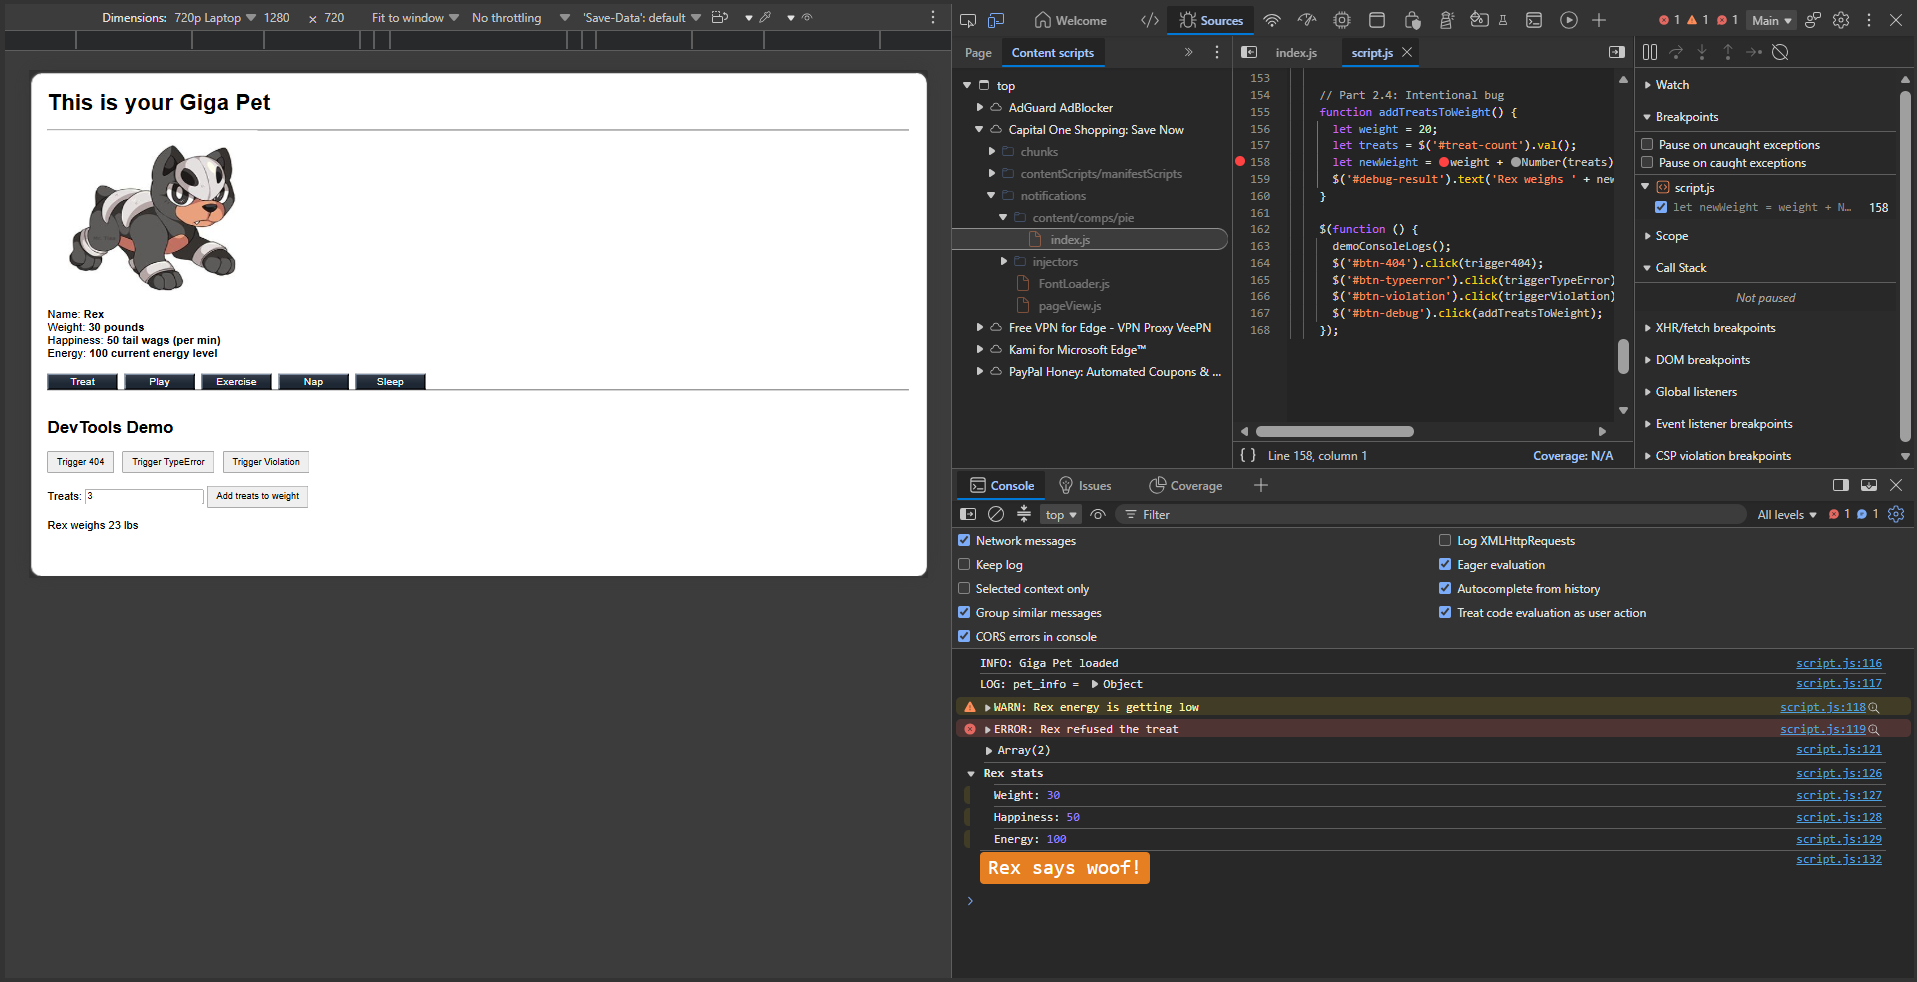 Dimensions: 720p Laptop 1280 × 720 Fit to window No throttling 'Save-Data': default
This is your Giga Pet
Name: Rex
Weight: 30 pounds
Happiness: 50 tail wags (per min)
Energy: 100 current energy level
Treat Play Exercise Nap Sleep
DevTools Demo
Trigger 404 Trigger TypeError Trigger Violation
Treats: 3 Add treats to weight
Rex weighs 23 lbs
Welcome Sources 1 1 1 Main
Page Content scripts
top
AdGuard AdBlocker
Capital One Shopping: Save Now
chunks
contentScripts/manifestScripts
notifications
content/comps/pie
index.js
injectors
FontLoader.js
pageView.js
Free VPN for Edge - VPN Proxy VeePN
Kami for Microsoft Edge™
PayPal Honey: Automated Coupons & ...
index.js script.js
153
154 // Part 2.4: Intentional bug
155 function addTreatsToWeight() {
156 let weight = 20;
157 let treats = $('#treat-count').val();
158 let newWeight = weight + Number(treats)
159 $('#debug-result').text('Rex weighs ' + new
160 }
161
162 $(function () {
163 demoConsoleLogs();
164 $('#btn-404').click(trigger404);
165 $('#btn-typeerror').click(triggerTypeError)
166 $('#btn-violation').click(triggerViolation)
167 $('#btn-debug').click(addTreatsToWeight);
168 });
{ } Line 158, column 1 Coverage: N/A
Watch
Breakpoints
Pause on uncaught exceptions
Pause on caught exceptions
script.js
let newWeight = weight + N… 158
Scope
Call Stack
Not paused
XHR/fetch breakpoints
DOM breakpoints
Global listeners
Event listener breakpoints
CSP violation breakpoints
Console Issues Coverage
top Filter All levels 1 1
Network messages Log XMLHttpRequests
Keep log Eager evaluation
Selected context only Autocomplete from history
Group similar messages Treat code evaluation as user action
CORS errors in console
INFO: Giga Pet loaded script.js:116
LOG: pet_info = Object script.js:117
WARN: Rex energy is getting low script.js:118
ERROR: Rex refused the treat script.js:119
Array(2) script.js:121
Rex stats script.js:126
Weight: 30 script.js:127
Happiness: 50 script.js:128
Energy: 100 script.js:129
Rex says woof! script.js:132